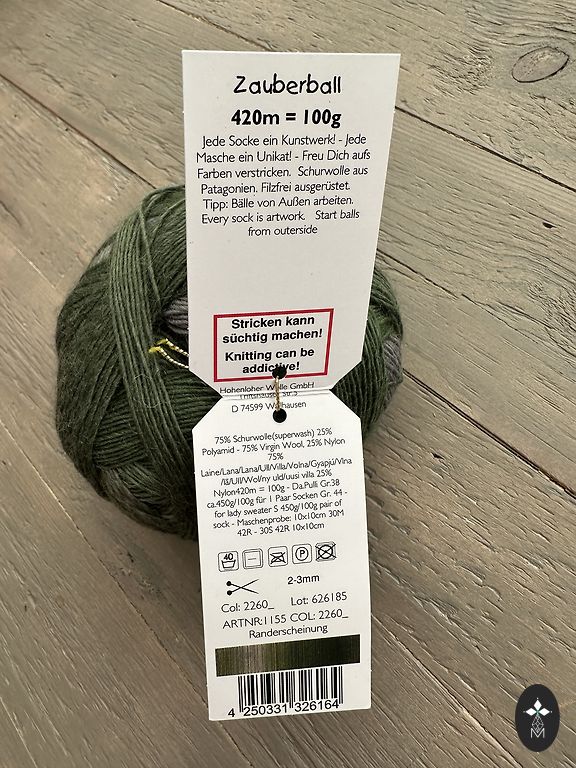 Zauberball
420m = 100g
Jede Socke ein Kunstwerk! - Jede
Masche ein Unikat! - Freu Dich aufs
Farben verstricken. Schurwolle aus
Patagonien. Filzfrei ausgerüstet.
Tipp: Bälle von Außen arbeiten.
Every sock is artwork. Start balls
from outerside
Stricken kann
süchtig machen!
Knitting can be
addictive!
Hohenloher Wolle GmbH
D 74599 Wallhausen
75% Schurwolle(superwash) 25%
Polyamid - 75% Virgin Wool, 25% Nylon
75%
Laine/Lana/Lana/Ull/Villa/Volna/Gyapjú/Vlna
/Ull/Wol/ny uld/uusi villa 25%
Nylon420m = 100g - Da.Pulli Gr.38
ca.450g/100g für 1 Paar Socken Gr. 44 -
for lady sweater S 450g/100g pair of
sock - Maschenprobe: 10x10cm 30M
42R - 30S 42R 10x10cm
40 P
2-3mm
Col: 2260_ Lot: 626185
ARTNR:1155 COL: 2260_
Randerscheinung
4 250331 326164
M